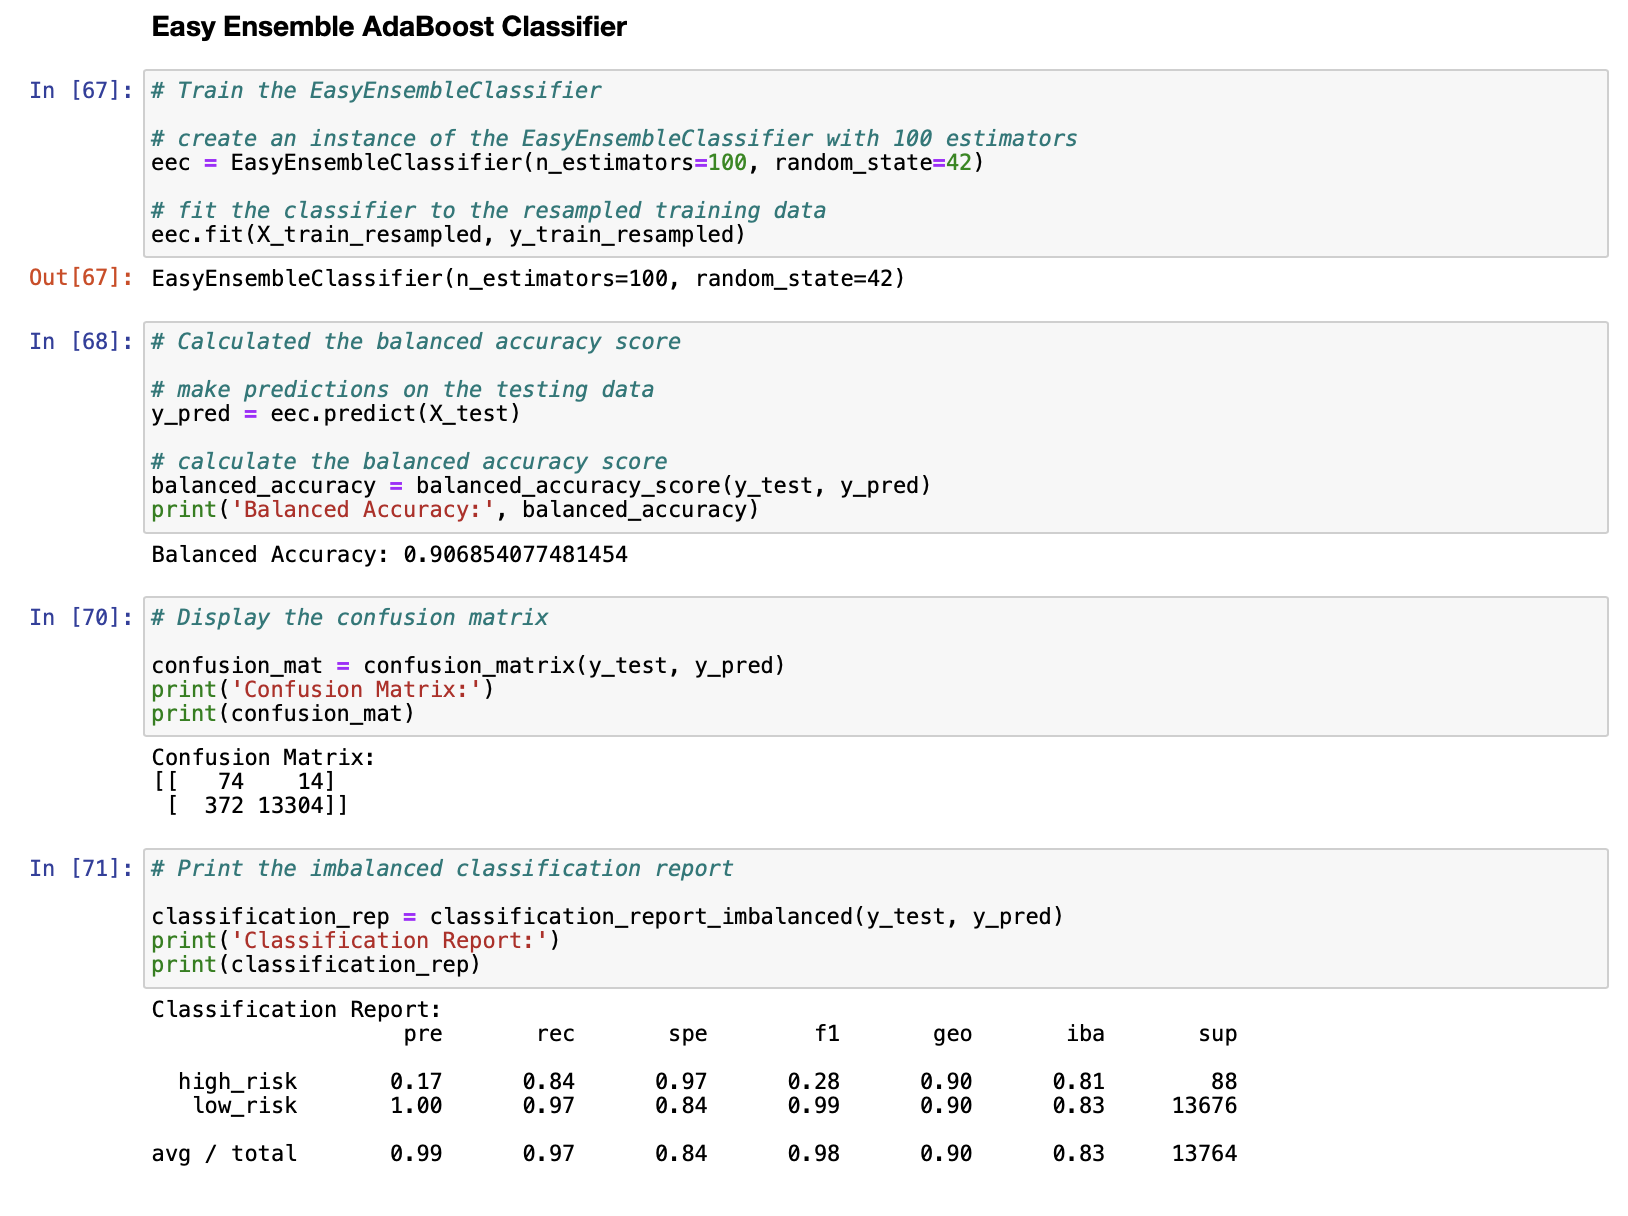 Easy Ensemble AdaBoost Classifier
In [67]: # Train the EasyEnsembleClassifier
# create an instance of the EasyEnsembleClassifier with 100 estimators
eec = EasyEnsembleClassifier(n_estimators=100, random_state=42)
# fit the classifier to the resampled training data
eec.fit(X_train_resampled, y_train_resampled)
Out[67]: EasyEnsembleClassifier(n_estimators=100, random_state=42)
In [68]: # Calculated the balanced accuracy score
# make predictions on the testing data
y_pred = eec.predict(X_test)
# calculate the balanced accuracy score
balanced_accuracy = balanced_accuracy_score(y_test, y_pred)
print('Balanced Accuracy:', balanced_accuracy)
Balanced Accuracy: 0.906854077481454
In [70]: # Display the confusion matrix
confusion_mat = confusion_matrix(y_test, y_pred)
print('Confusion Matrix:')
print(confusion_mat)
Confusion Matrix:
[[   74    14]
 [  372 13304]]
In [71]: # Print the imbalanced classification report
classification_rep = classification_report_imbalanced(y_test, y_pred)
print('Classification Report:')
print(classification_rep)
Classification Report:
pre rec spe f1 geo iba sup
high_risk 0.17 0.84 0.97 0.28 0.90 0.81 88
low_risk 1.00 0.97 0.84 0.99 0.90 0.83 13676
avg / total 0.99 0.97 0.84 0.98 0.90 0.83 13764